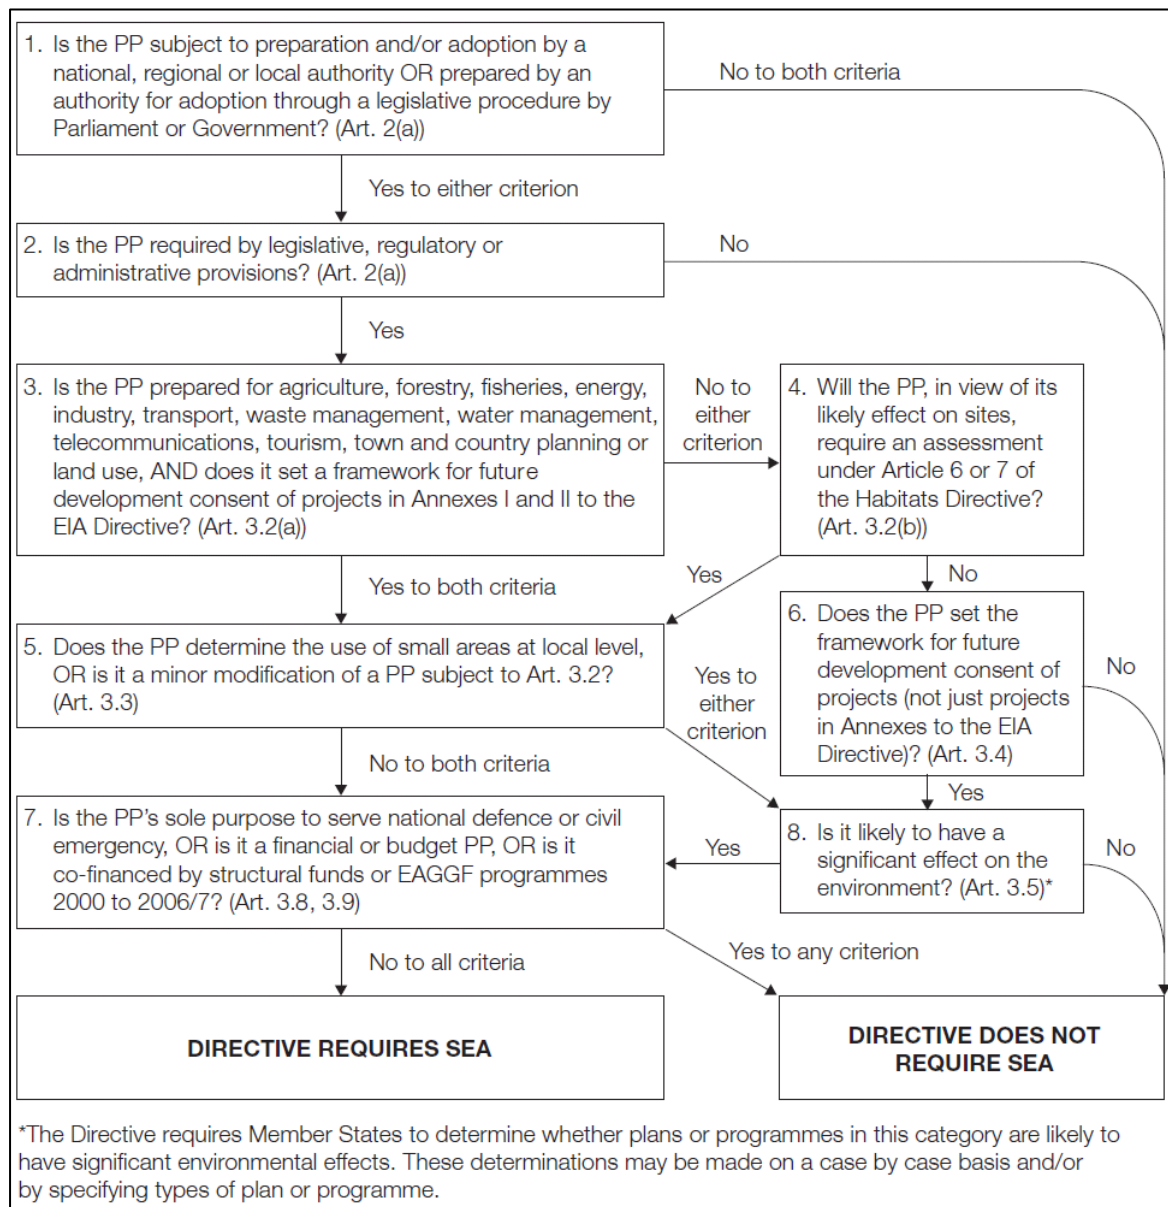 1. Is the PP subject to preparation and/or adoption by a
national, regional or local authority OR prepared by an
authority for adoption through a legislative procedure by
Parliament or Government? (Art. 2(a))
No to both criteria
Yes to either criterion
2. Is the PP required by legislative, regulatory or
administrative provisions? (Art. 2(a))
No
Yes
3. Is the PP prepared for agriculture, forestry, fisheries, energy,
industry, transport, waste management, water management,
telecommunications, tourism, town and country planning or
land use, AND does it set a framework for future
development consent of projects in Annexes I and II to the
EIA Directive? (Art. 3.2(a))
No to
either
criterion
4. Will the PP, in view of its
likely effect on sites,
require an assessment
under Article 6 or 7 of
the Habitats Directive?
(Art. 3.2(b))
Yes to both criteria
Yes
No
5. Does the PP determine the use of small areas at local level,
OR is it a minor modification of a PP subject to Art. 3.2?
(Art. 3.3)
Yes to
either
criterion
6. Does the PP set the
framework for future
development consent of
projects (not just projects
in Annexes to the EIA
Directive)? (Art. 3.4)
No
No to both criteria
Yes
7. Is the PP's sole purpose to serve national defence or civil
emergency, OR is it a financial or budget PP, OR is it
co-financed by structural funds or EAGGF programmes
2000 to 2006/7? (Art. 3.8, 3.9)
Yes
8. Is it likely to have a
significant effect on the
environment? (Art. 3.5)*
No
No to all criteria
Yes to any criterion
DIRECTIVE REQUIRES SEA
DIRECTIVE DOES NOT
REQUIRE SEA
*The Directive requires Member States to determine whether plans or programmes in this category are likely to
have significant environmental effects. These determinations may be made on a case by case basis and/or
by specifying types of plan or programme.